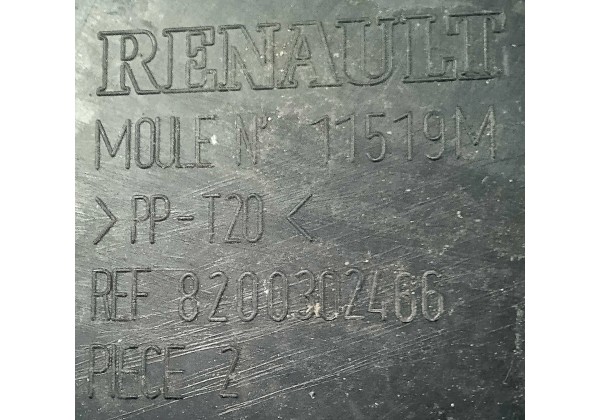 RENAULT
MOULE N° 11519M
>PP-T20<
REF 8200302466
PIECE 2